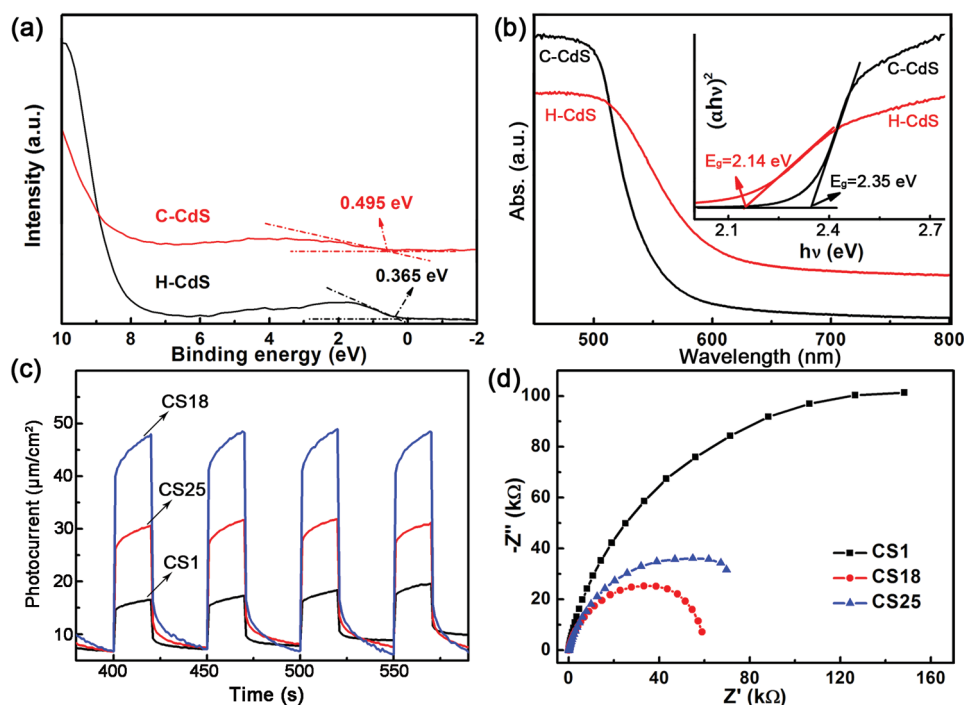 (a)
Intensity (a.u.)
C-CdS
0.495 eV
H-CdS
0.365 eV
10 8 6 4 2 0 -2
Binding energy (eV)
(b)
Abs. (a.u.)
C-CdS
H-CdS
(αhν)²
C-CdS
H-CdS
Eg=2.14 eV
Eg=2.35 eV
2.1 2.4 2.7
hν (eV)
500 600 700 800
Wavelength (nm)
(c)
Photocurrent (μm/cm²)
50
40
30
20
10
CS18
CS25
CS1
400 450 500 550
Time (s)
(d)
-Z'' (kΩ)
100
80
60
40
20
0
CS1
CS18
CS25
0 40 80 120 160
Z' (kΩ)